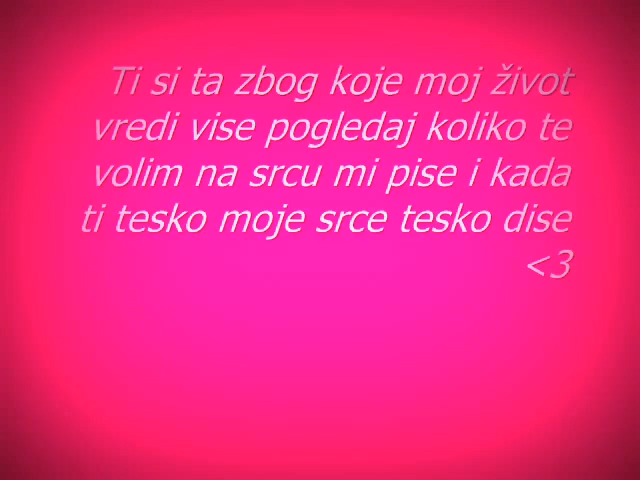 Ti si ta zbog koje moj život
vredi vise pogledaj koliko te
volim na srcu mi pise i kada
ti tesko moje srce tesko dise
<3